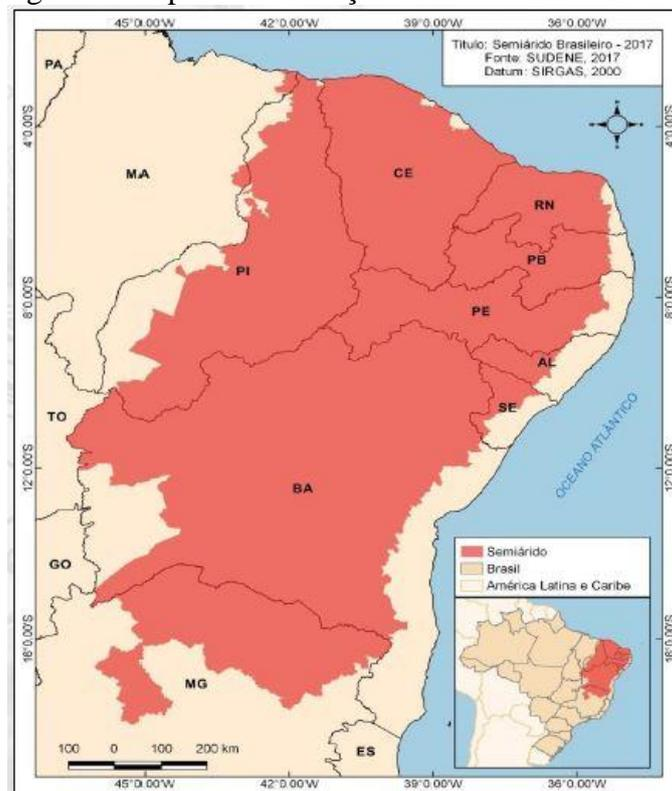 Título: Semiárido Brasileiro - 2017
Fonte: SUDENE, 2017
Datum: SIRGAS, 2000
45°0.00'S
42°0.00'S
39°0.00'S
36°0.00'S
4°0.00'S
4°0.00'S
PA
MA
CE
RN
PB
PI
8°0.00'S
8°0.00'S
PE
AL
SE
TO
OCEANO ATLÂNTICO
12°0.00'S
12°0.00'S
BA
GO
Semiárido
Brasil
América Latina e Caribe
16°0.00'S
16°0.00'S
MG
ES
100 0 100 200 km
45°0.00'S
42°0.00'S
39°0.00'S
36°0.00'S